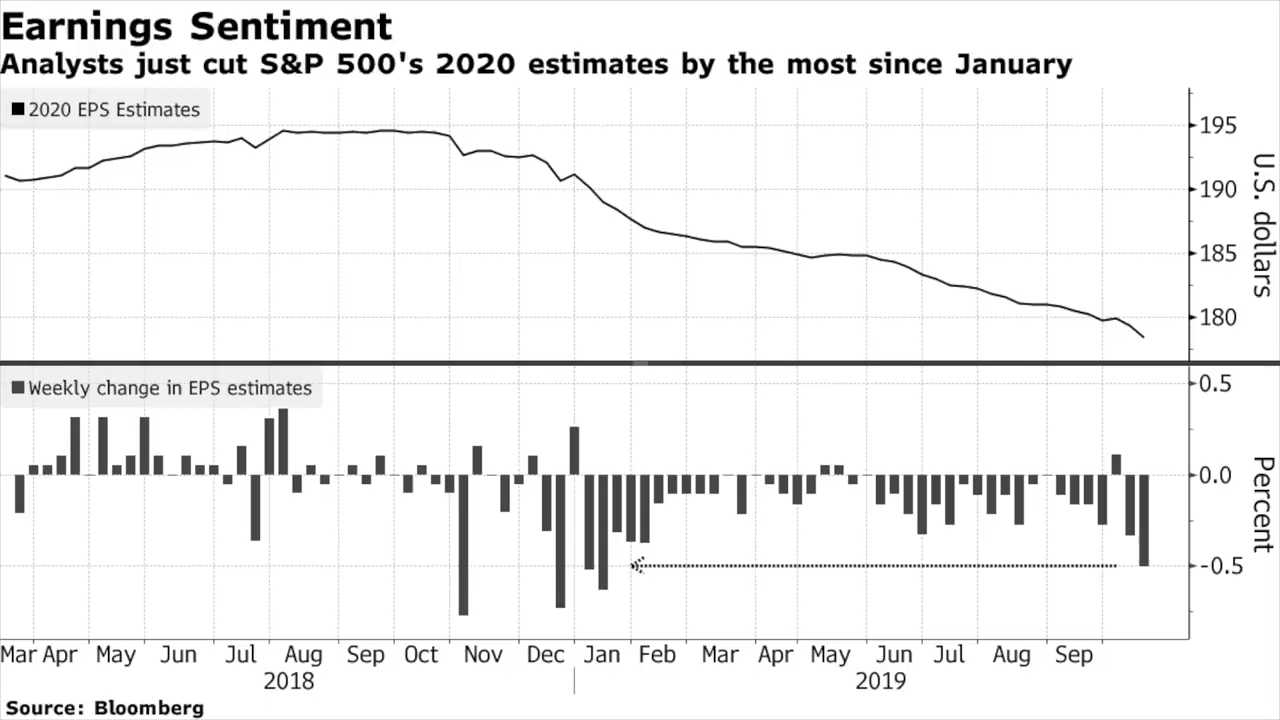 Earnings Sentiment
Analysts just cut S&P 500's 2020 estimates by the most since January
2020 EPS Estimates
195
190
185
180
U.S. dollars
Weekly change in EPS estimates
0.5
0.0
-0.5
Percent
Mar Apr May Jun Jul Aug Sep Oct Nov Dec Jan Feb Mar Apr May Jun Jul Aug Sep
2018 2019
Source: Bloomberg